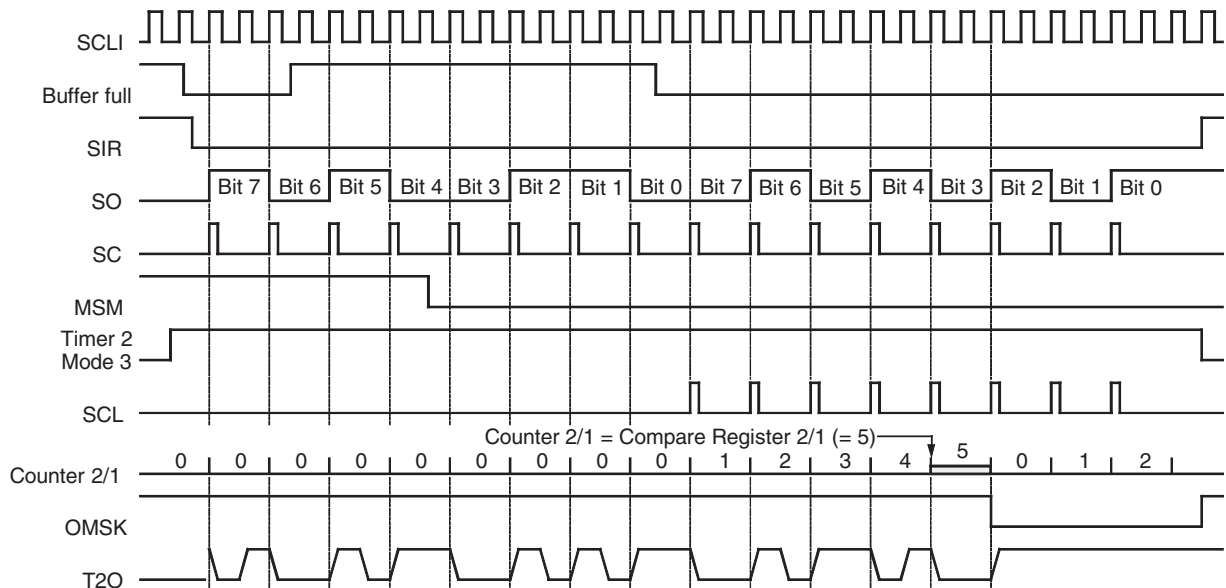 SCLI
Buffer full
SIR
SO Bit 7 Bit 6 Bit 5 Bit 4 Bit 3 Bit 2 Bit 1 Bit 0 Bit 7 Bit 6 Bit 5 Bit 4 Bit 3 Bit 2 Bit 1 Bit 0
SC
MSM
Timer 2
Mode 3
SCL
Counter 2/1 = Compare Register 2/1 (= 5)
Counter 2/1 0 0 0 0 0 0 0 0 0 1 2 3 4 5 0 1 2
OMSK
T2O